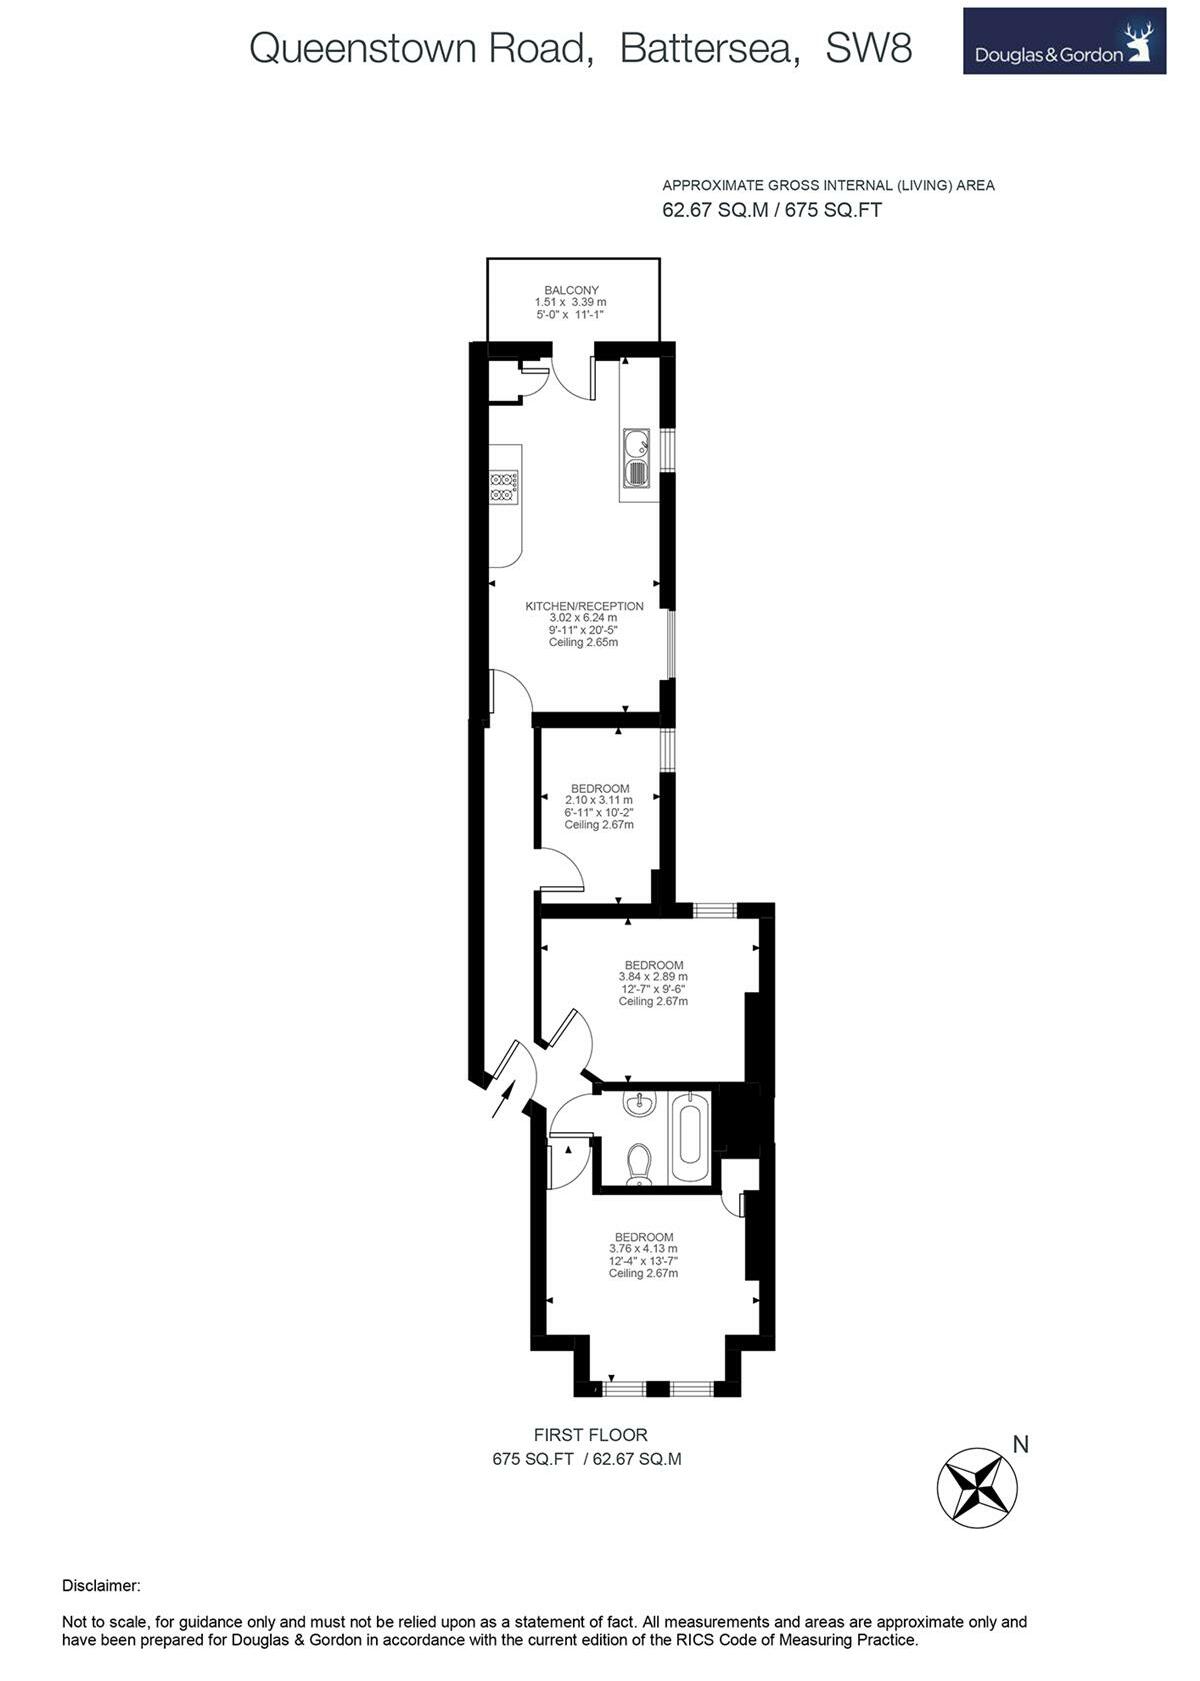 Queenstown Road, Battersea, SW8
Douglas & Gordon
APPROXIMATE GROSS INTERNAL (LIVING) AREA
62.67 SQ.M / 675 SQ.FT
BALCONY
1.51 x 3.39 m
5'-0" x 11'-1"
KITCHEN/RECEPTION
3.02 x 6.24 m
9'-11" x 20'-5"
Ceiling 2.65m
BEDROOM
2.10 x 3.11 m
6'-11" x 10'-2"
Ceiling 2.67m
BEDROOM
3.84 x 2.89 m
12'-7" x 9'-6"
Ceiling 2.67m
BEDROOM
3.76 x 4.13 m
12'-4" x 13'-7"
Ceiling 2.67m
FIRST FLOOR
675 SQ.FT / 62.67 SQ.M
N
Disclaimer:
Not to scale, for guidance only and must not be relied upon as a statement of fact. All measurements and areas are approximate only and
have been prepared for Douglas & Gordon in accordance with the current edition of the RICS Code of Measuring Practice.